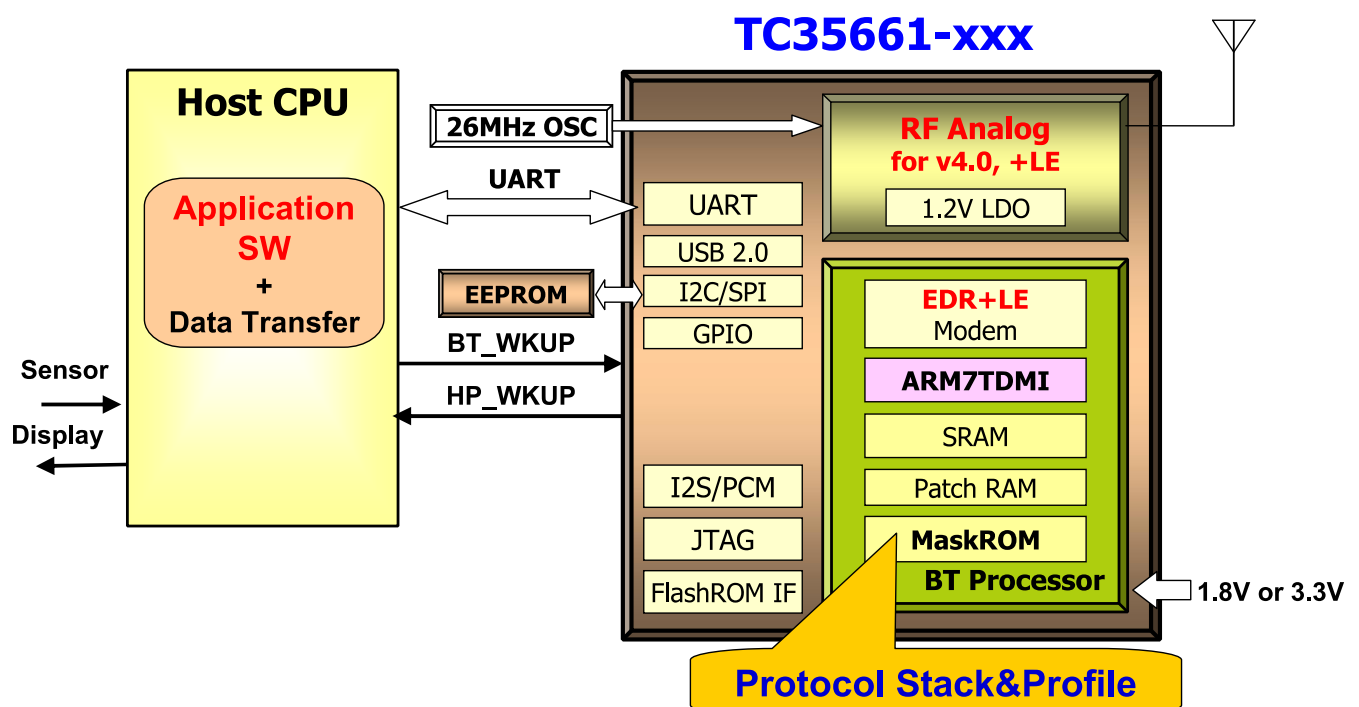 TC35661-xxx
Host CPU
Application
SW
+
Data Transfer
Sensor
Display
26MHz OSC
UART
EEPROM
BT_WKUP
HP_WKUP
UART
USB 2.0
I2C/SPI
GPIO
I2S/PCM
JTAG
FlashROM IF
RF Analog
for v4.0, +LE
1.2V LDO
EDR+LE
Modem
ARM7TDMI
SRAM
Patch RAM
MaskROM
BT Processor
1.8V or 3.3V
Protocol Stack&Profile